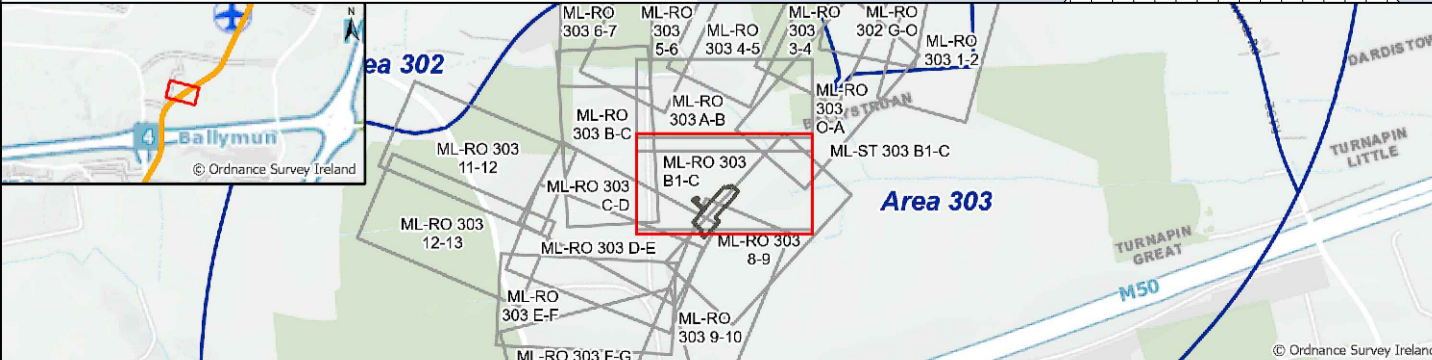 N
4
Ballymun
© Ordnance Survey Ireland
ea 302
ML-RO
303 6-7
ML-RO
303
5-6
ML-RO
303 4-5
ML-RO
303
3-4
ML-RO
302 G-O
ML-RO
303 1-2
DARDISTOW
ML-RO
303 B-C
ML-RO
303 A-B
ML-RO
303
O-A
ML-RO 303
11-12
ML-RO 303
B1-C
ML-ST 303 B1-C
TURNAPIN
LITTLE
ML-RO 303
C-D
Area 303
ML-RO 303
12-13
ML-RO 303 D-E
ML-RO 303
8-9
TURNAPIN
GREAT
M50
ML-RO
303 E-F
ML-RO
303 9-10
ML-RO 303 F-G
© Ordnance Survey Ireland